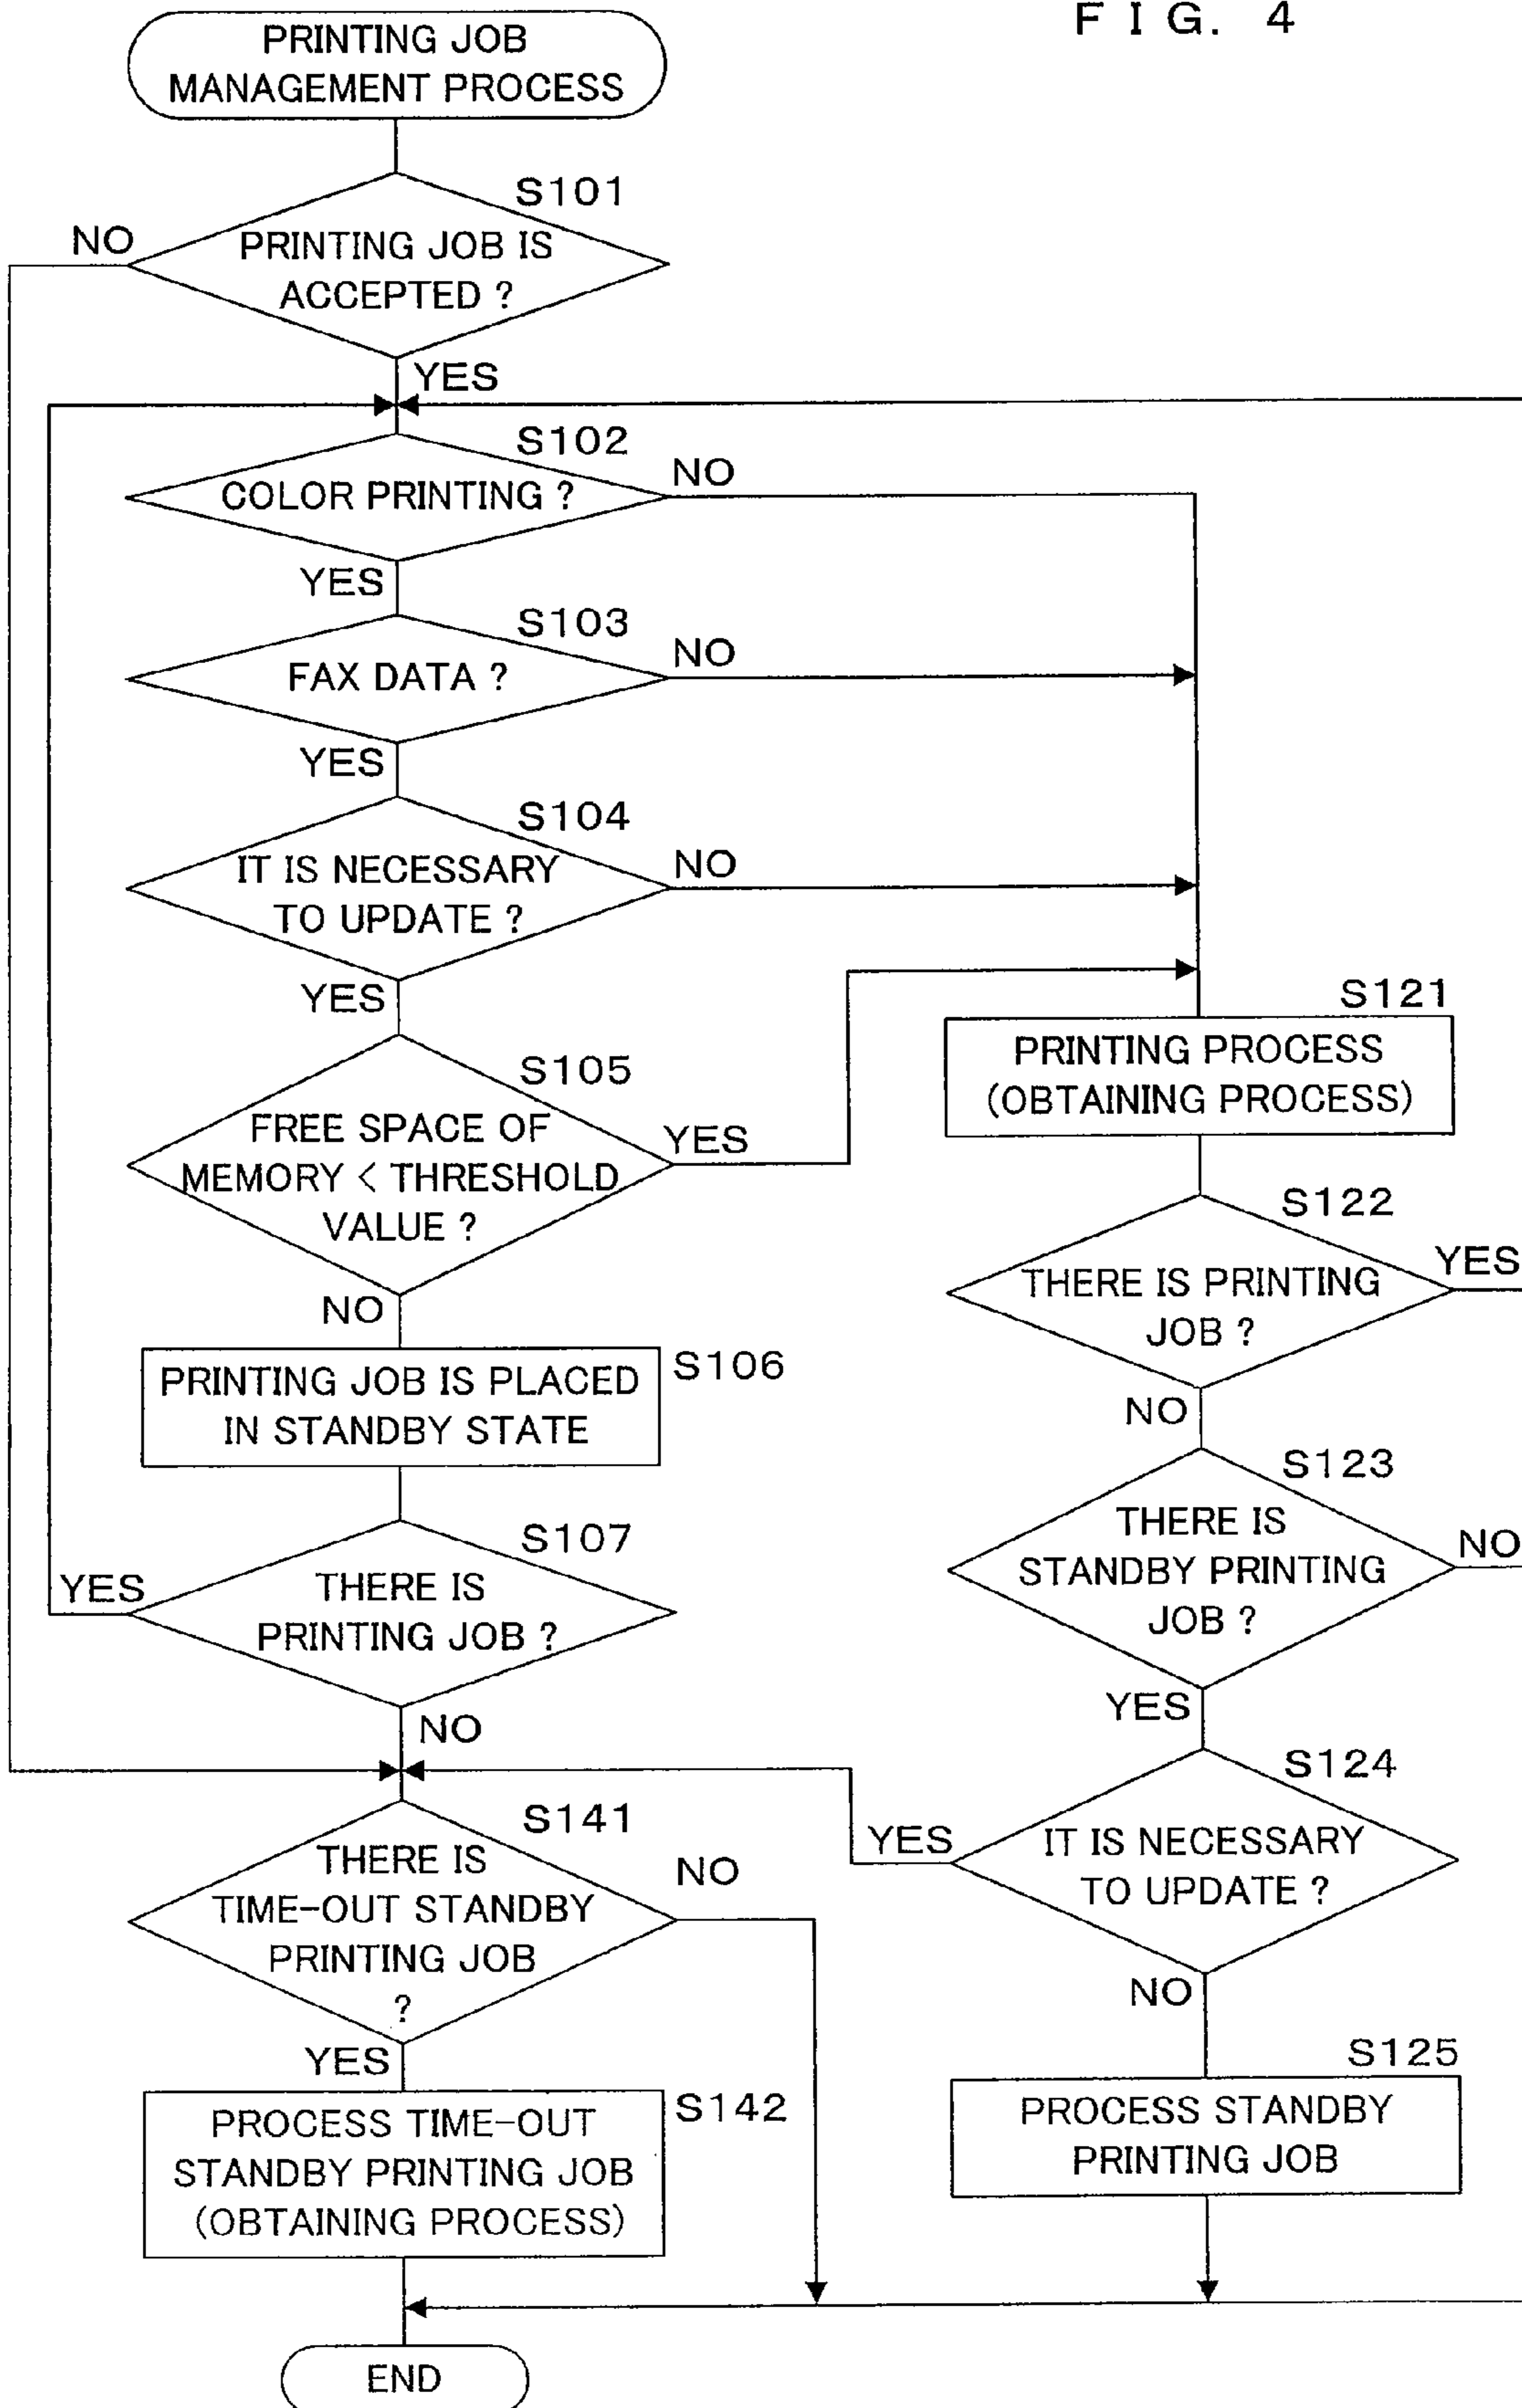 FIG. 4
PRINTING JOB
MANAGEMENT PROCESS
S101
NO
PRINTING JOB IS
ACCEPTED ?
YES
S102
COLOR PRINTING ?
NO
YES
S103
FAX DATA ?
NO
YES
S104
IT IS NECESSARY
TO UPDATE ?
NO
YES
S105
FREE SPACE OF
MEMORY < THRESHOLD
VALUE ?
YES
NO
PRINTING JOB IS PLACED
IN STANDBY STATE
S106
S107
THERE IS
PRINTING JOB ?
YES
NO
S141
THERE IS
TIME-OUT STANDBY
PRINTING JOB
?
NO
YES
PROCESS TIME-OUT
STANDBY PRINTING JOB
(OBTAINING PROCESS)
S142
S121
PRINTING PROCESS
(OBTAINING PROCESS)
S122
THERE IS PRINTING
JOB ?
YES
NO
S123
THERE IS
STANDBY PRINTING
JOB ?
NO
YES
S124
IT IS NECESSARY
TO UPDATE ?
YES
NO
S125
PROCESS STANDBY
PRINTING JOB
END